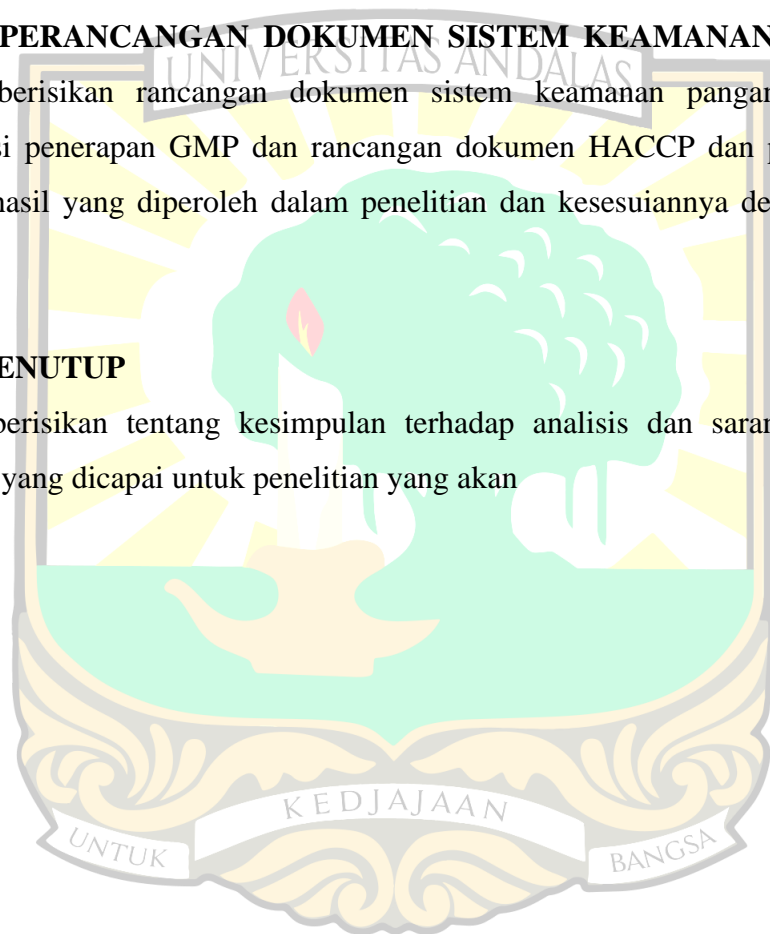 PERANCANGAN DOKUMEN SISTEM KEAMANAN
UNIVERSITAS ANDALAS
berisikan rancangan dokumen sistem keamanan pangan
si penerapan GMP dan rancangan dokumen HACCP dan p
hasil yang diperoleh dalam penelitian dan kesesuiannya de
ENUTUP
berisikan tentang kesimpulan terhadap analisis dan saran
yang dicapai untuk penelitian yang akan
KEDJAJAAN
UNTUK
BANGSA